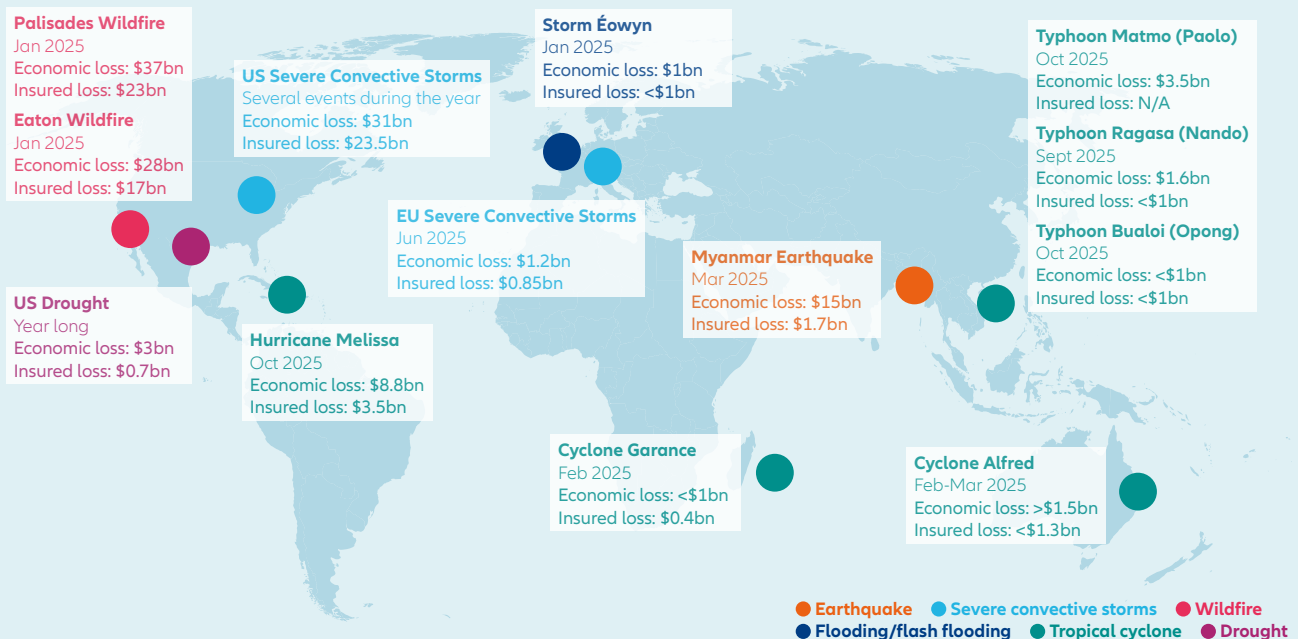 Palisades Wildfire
Jan 2025
Economic loss: $37bn
Insured loss: $23bn
Eaton Wildfire
Jan 2025
Economic loss: $28bn
Insured loss: $17bn
US Severe Convective Storms
Several events during the year
Economic loss: $31bn
Insured loss: $23.5bn
Storm Éowyn
Jan 2025
Economic loss: $1bn
Insured loss: <$1bn
Typhoon Matmo (Paolo)
Oct 2025
Economic loss: $3.5bn
Insured loss: N/A
Typhoon Ragasa (Nando)
Sept 2025
Economic loss: $1.6bn
Insured loss: <$1bn
Typhoon Bualoi (Opong)
Oct 2025
Economic loss: <$1bn
Insured loss: <$1bn
EU Severe Convective Storms
Jun 2025
Economic loss: $1.2bn
Insured loss: $0.85bn
Myanmar Earthquake
Mar 2025
Economic loss: $15bn
Insured loss: $1.7bn
US Drought
Year long
Economic loss: $3bn
Insured loss: $0.7bn
Hurricane Melissa
Oct 2025
Economic loss: $8.8bn
Insured loss: $3.5bn
Cyclone Garance
Feb 2025
Economic loss: <$1bn
Insured loss: $0.4bn
Cyclone Alfred
Feb-Mar 2025
Economic loss: >$1.5bn
Insured loss: <$1.3bn
Earthquake Severe convective storms Wildfire
Flooding/flash flooding Tropical cyclone Drought